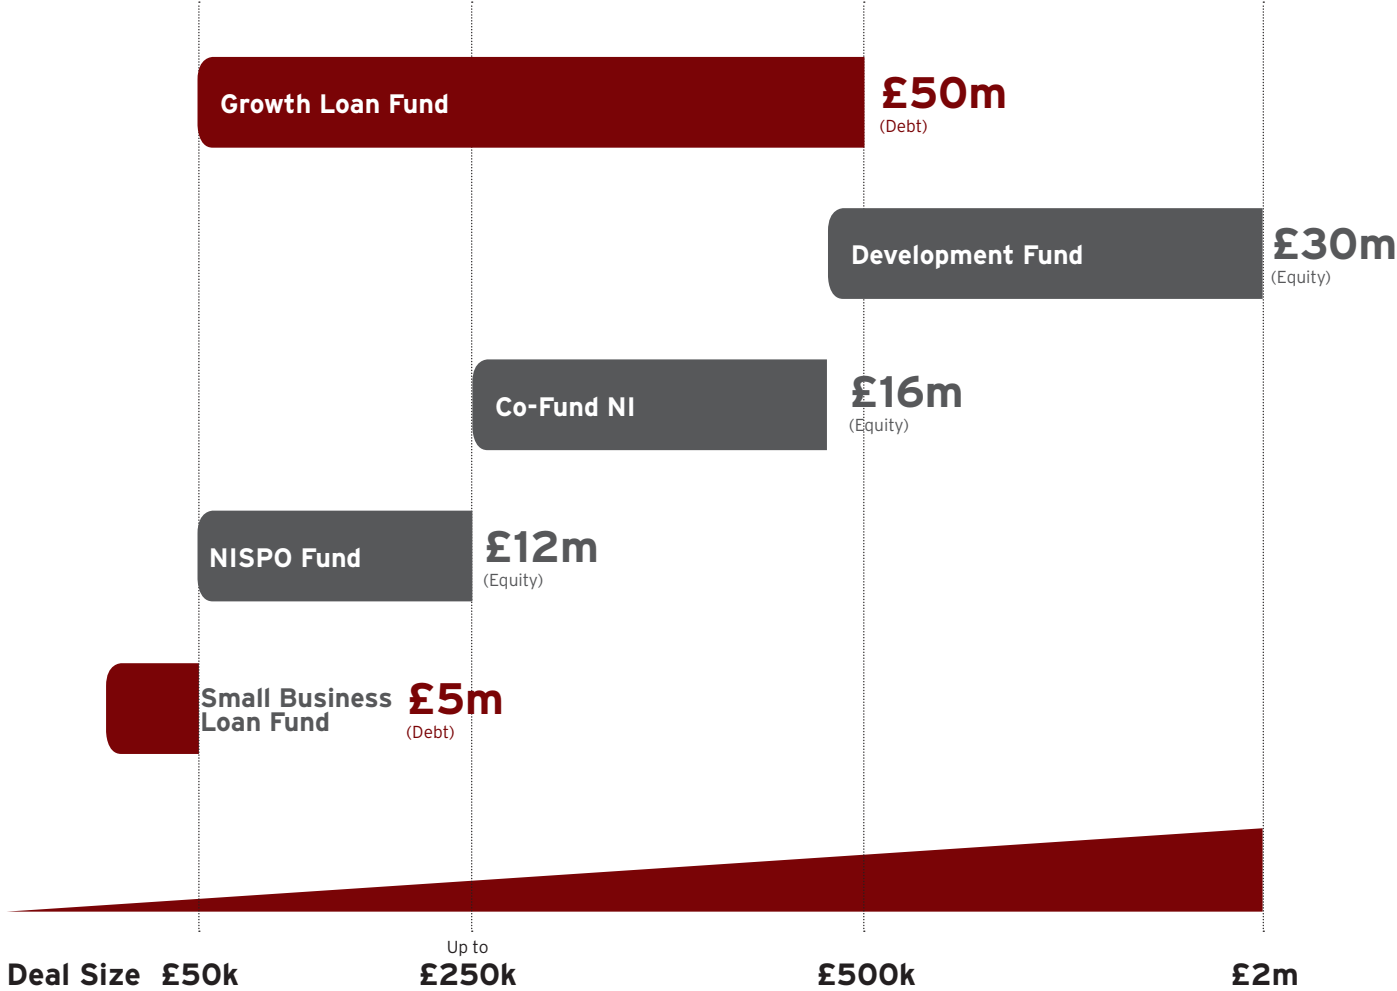 Growth Loan Fund
£50m
(Debt)
Development Fund
£30m
(Equity)
Co-Fund NI
£16m
(Equity)
NISPO Fund
£12m
(Equity)
Small Business
Loan Fund
£5m
(Debt)
Up to
Deal Size £50k £250k £500k £2m